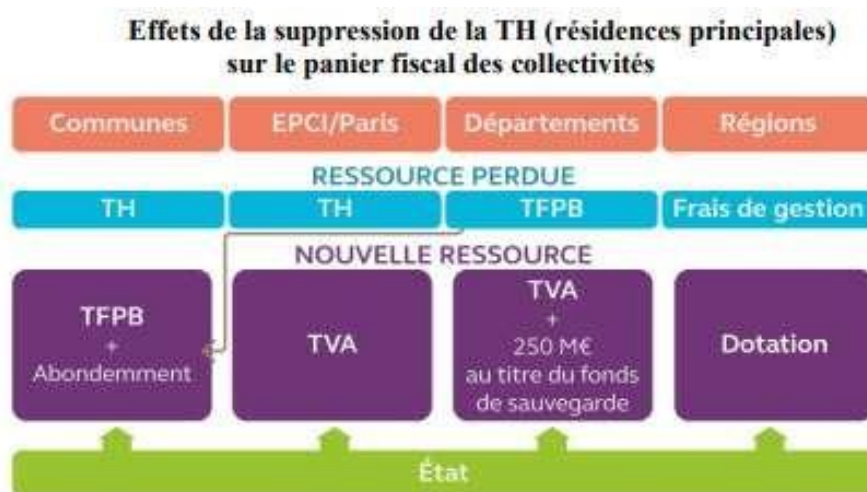 Effets de la suppression de la TH (résidences principales)
sur le panier fiscal des collectivités
Communes
EPCI/Paris
Départements
Régions
RESSOURCE PERDUE
TH
TH
TFPB
Frais de gestion
NOUVELLE RESSOURCE
TFPB
+
Abondemment
TVA
TVA
+
250 M€
au titre du fonds
de sauvegarde
Dotation
État